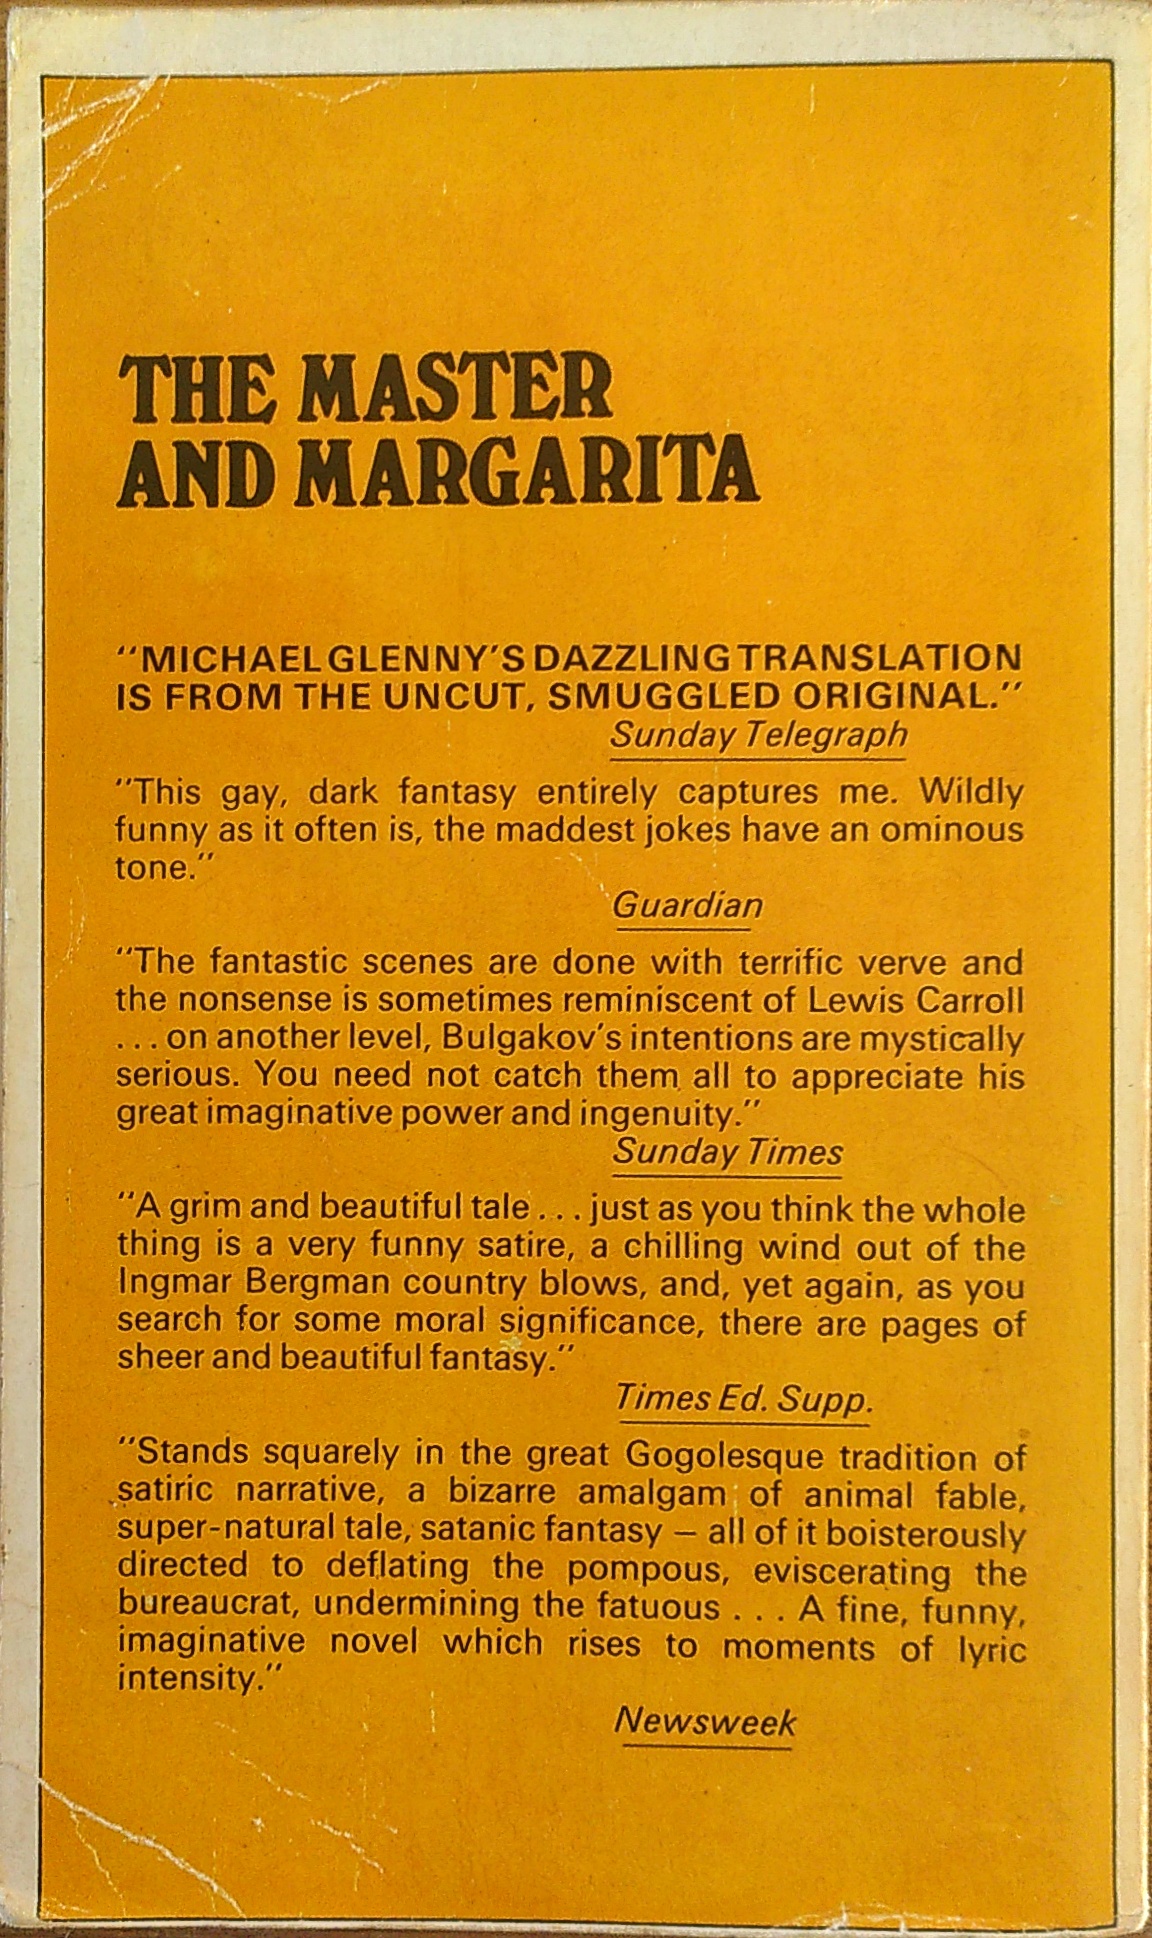 THE MASTER
AND MARGARITA
"MICHAEL GLENNY'S DAZZLING TRANSLATION
IS FROM THE UNCUT, SMUGGLED ORIGINAL."
Sunday Telegraph
"This gay, dark fantasy entirely captures me. Wildly
funny as it often is, the maddest jokes have an ominous
tone."
Guardian
"The fantastic scenes are done with terrific verve and
the nonsense is sometimes reminiscent of Lewis Carroll
... on another level, Bulgakov's intentions are mystically
serious. You need not catch them all to appreciate his
great imaginative power and ingenuity."
Sunday Times
"A grim and beautiful tale ... just as you think the whole
thing is a very funny satire, a chilling wind out of the
Ingmar Bergman country blows, and, yet again, as you
search for some moral significance, there are pages of
sheer and beautiful fantasy."
Times Ed. Supp.
"Stands squarely in the great Gogolesque tradition of
satiric narrative, a bizarre amalgam of animal fable,
super-natural tale, satanic fantasy — all of it boisterously
directed to deflating the pompous, eviscerating the
bureaucrat, undermining the fatuous ... A fine, funny,
imaginative novel which rises to moments of lyric
intensity."
Newsweek